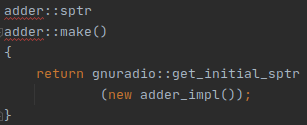 adder::sptr
adder::make()
{
return gnuradio::get_initial_sptr
(new adder_impl());
}